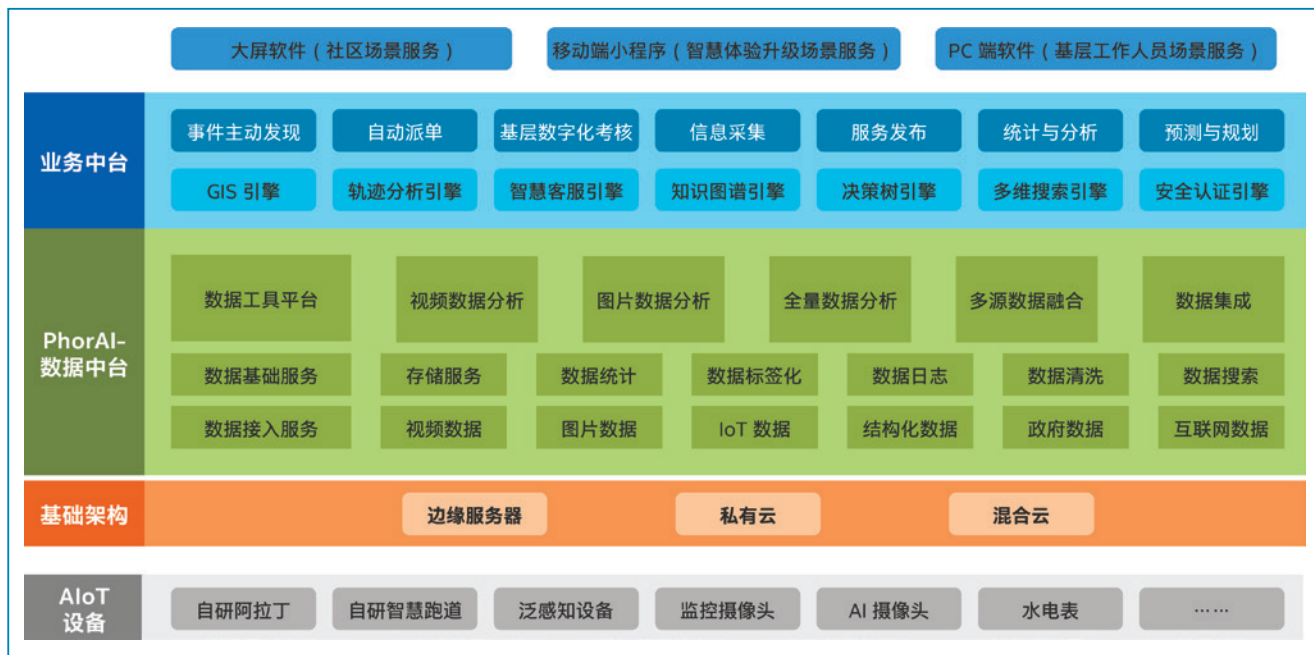 大屏软件（社区场景服务）
移动端小程序（智慧体验升级场景服务）
PC 端软件（基层工作人员场景服务）
业务中台
事件主动发现
自动派单
基层数字化考核
信息采集
服务发布
统计与分析
预测与规划
GIS 引擎
轨迹分析引擎
智慧客服引擎
知识图谱引擎
决策树引擎
多维搜索引擎
安全认证引擎
PhorAI-
数据中台
数据工具平台
视频数据分析
图片数据分析
全量数据分析
多源数据融合
数据集成
数据基础服务
存储服务
数据统计
数据标签化
数据日志
数据清洗
数据搜索
数据接入服务
视频数据
图片数据
IoT 数据
结构化数据
政府数据
互联网数据
基础架构
边缘服务器
私有云
混合云
AIoT
设备
自研阿拉丁
自研智慧跑道
泛感知设备
监控摄像头
AI 摄像头
水电表
……